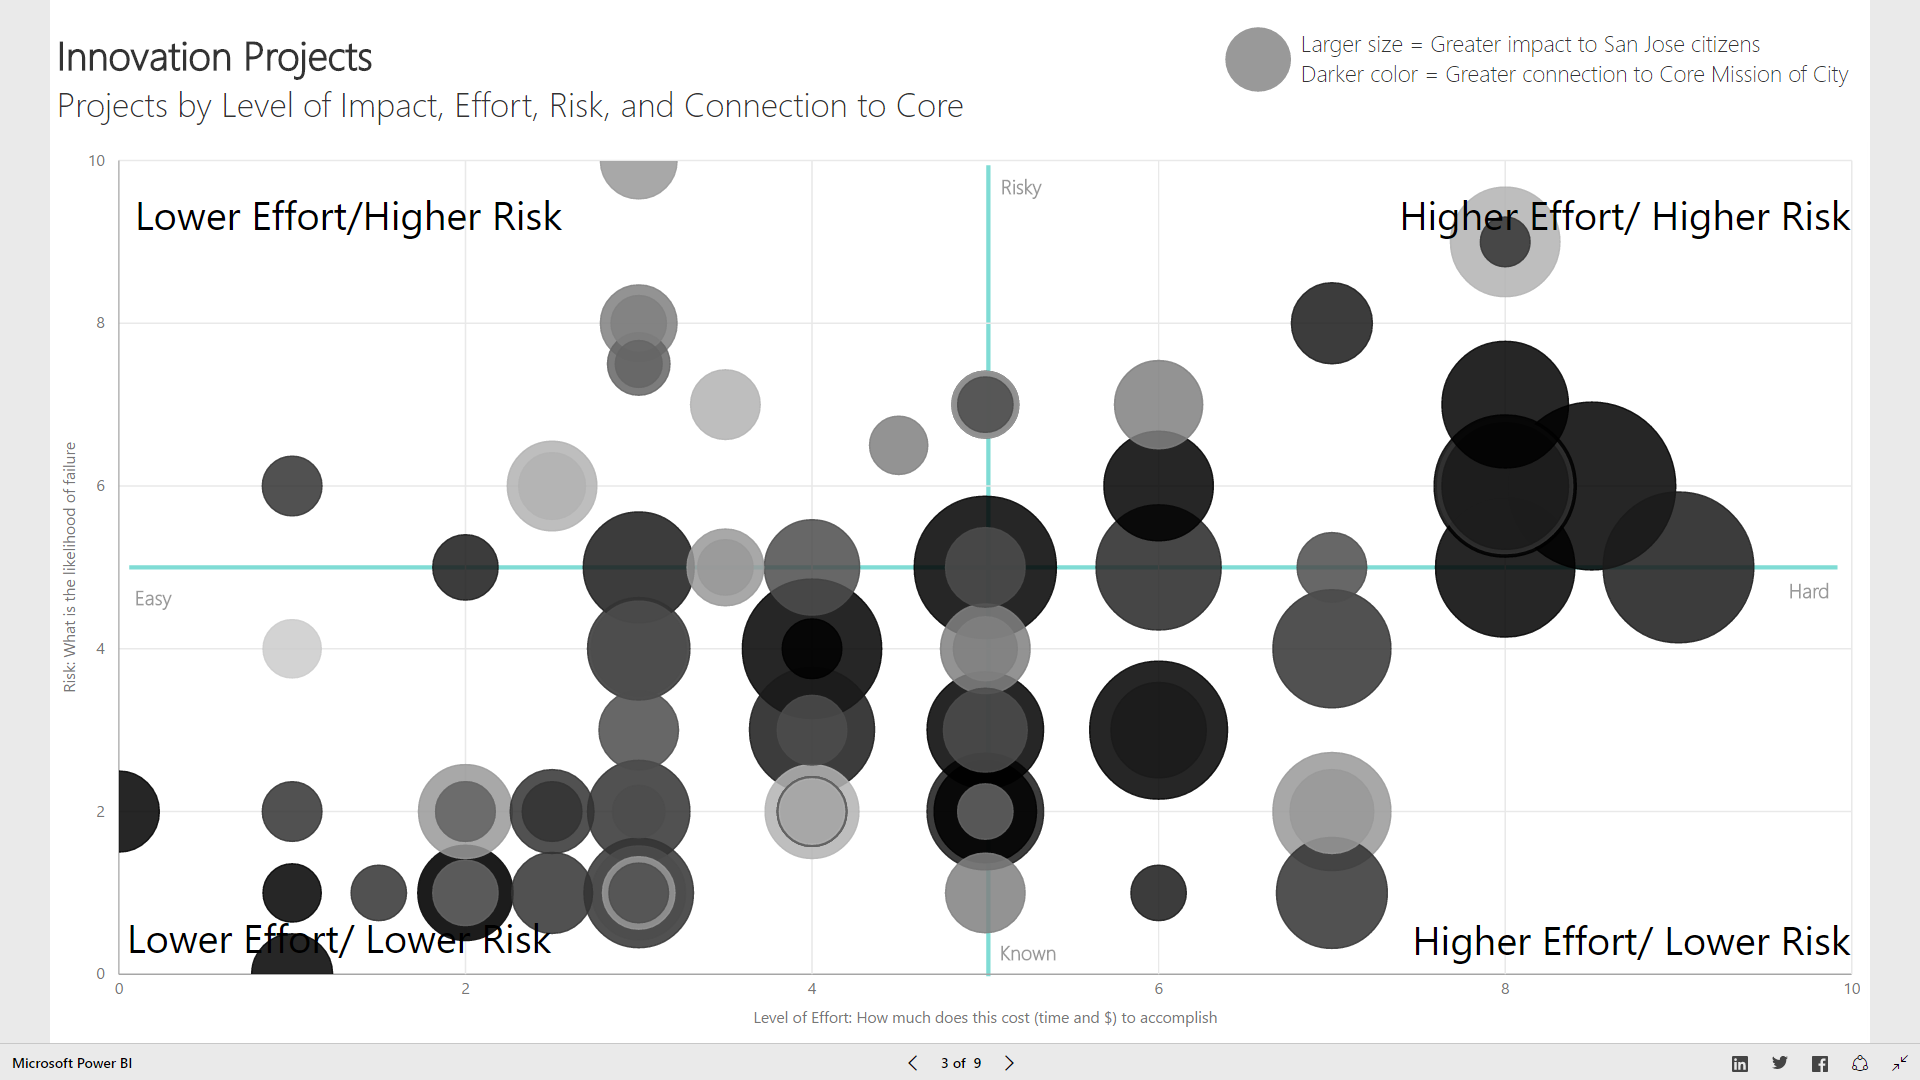 Innovation Projects
Projects by Level of Impact, Effort, Risk, and Connection to Core
Larger size = Greater impact to San Jose citizens
Darker color = Greater connection to Core Mission of City
10
8
6
4
2
0
Risk: What is the likelihood of failure
Lower Effort/Higher Risk
Risky
Higher Effort/ Higher Risk
Easy
Hard
Lower Effort/ Lower Risk
Known
Higher Effort/ Lower Risk
0 2 4 6 8 10
Level of Effort: How much does this cost (time and $) to accomplish
Microsoft Power BI
3 of 9